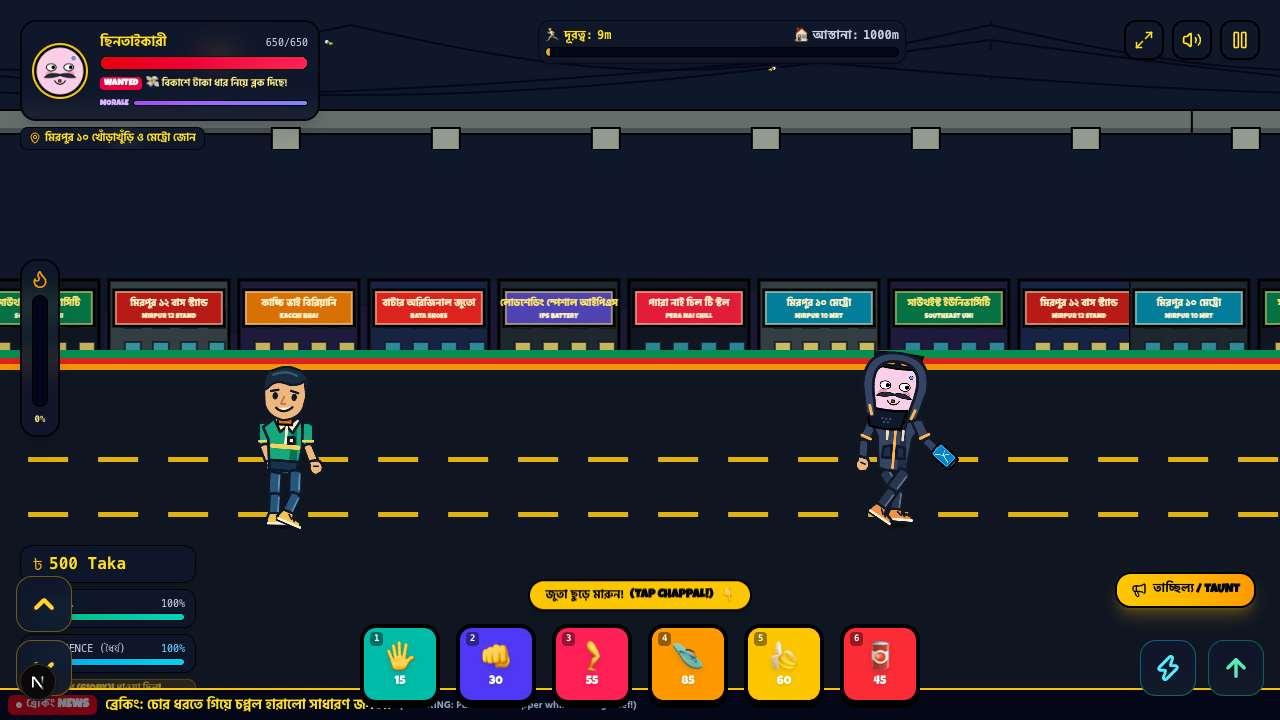 ছিনতাইকারী
650/650
WANTED 💸 বিকাশে টাকা ধার নিয়ে ব্লক দিছে!
MORALE
🏃 দূরত্ব: 9m
🏠 আস্তানা: 1000m
মিরপুর ১০ খোঁড়াখুঁড়ি ও মেট্রো জোন
মিরপুর ১২ বাস স্ট্যান্ড
MIRPUR 12 STAND
কাচ্চি ভাই বিরিয়ানি
KACCHI BHAI
বাটার অরিজিনাল জুতো
BATA SHOES
লোডশেডিং স্পেশাল আইপিএস
IPS BATTERY
প্যারা নাই চিল টি স্টল
PERA NAI CHILL
মিরপুর ১০ মেট্রো
MIRPUR 10 MRT
সাউথইস্ট ইউনিভার্সিটি
SOUTHEAST UNI
মিরপুর ১২ বাস স্ট্যান্ড
MIRPUR 12 STAND
মিরপুর ১০ মেট্রো
MIRPUR 10 MRT
0%
৳ 500 Taka
100%
(ধৈর্য) 100%
জুতা ছুড়ে মারুন! (TAP CHAPPAL!) 👇
তাচ্ছিল্য / TAUNT
1
15
2
30
3
55
4
85
5
60
6
45
N
ব্রেকিং NEWS
ব্রেকিং: চোর ধরতে গিয়ে চপ্পল হারালো সাধারণ